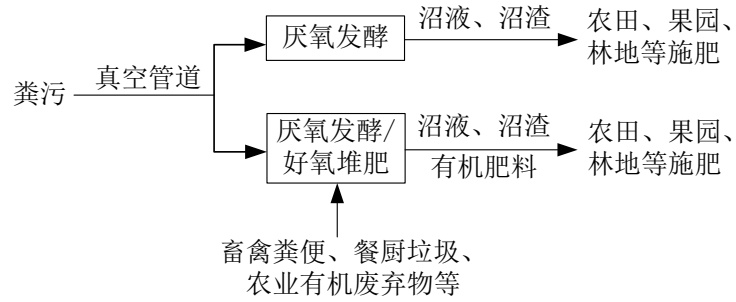 粪污
真空管道
厌氧发酵
沼液、沼渣
农田、果园、
林地等施肥
厌氧发酵/
好氧堆肥
沼液、沼渣
有机肥料
农田、果园、
林地等施肥
畜禽粪便、餐厨垃圾、
农业有机废弃物等